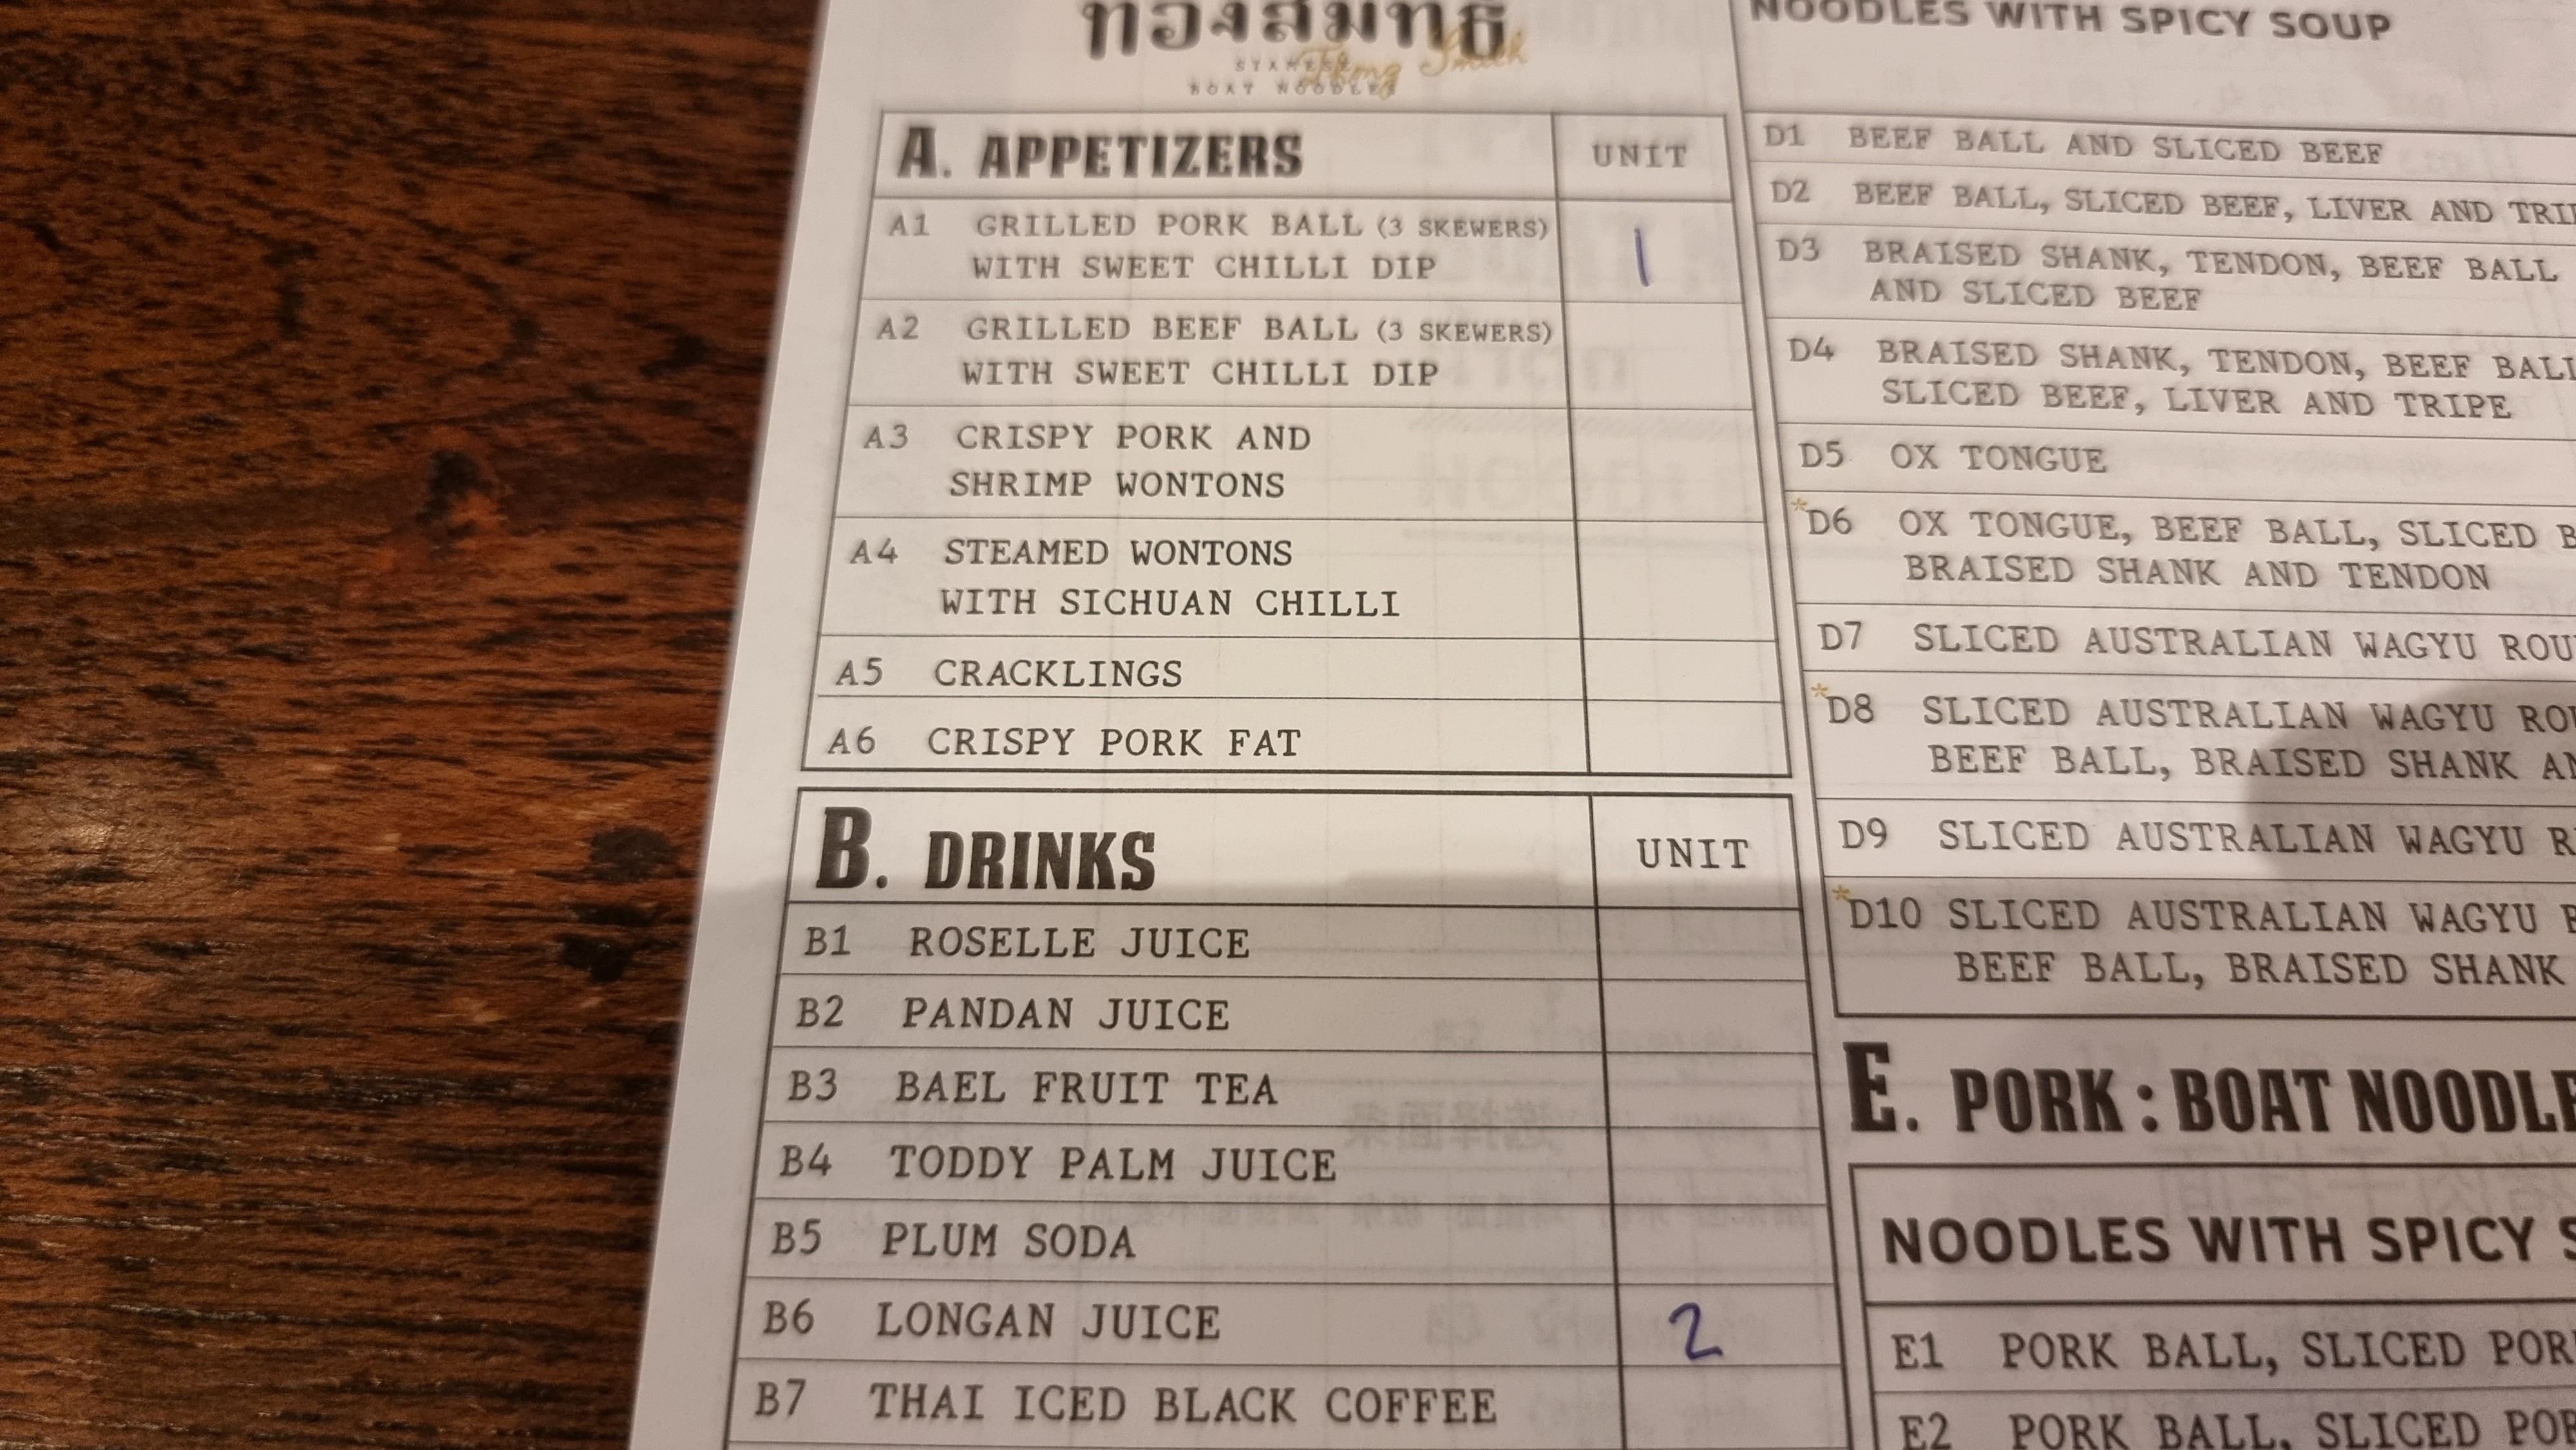 ทองสมิทธ์
SIAMESE
Thong Smith
BOAT NOODLES
A. APPETIZERS UNIT
A1 GRILLED PORK BALL (3 SKEWERS)
WITH SWEET CHILLI DIP
1
A2 GRILLED BEEF BALL (3 SKEWERS)
WITH SWEET CHILLI DIP
A3 CRISPY PORK AND
SHRIMP WONTONS
A4 STEAMED WONTONS
WITH SICHUAN CHILLI
A5 CRACKLINGS
A6 CRISPY PORK FAT
B. DRINKS UNIT
B1 ROSELLE JUICE
B2 PANDAN JUICE
B3 BAEL FRUIT TEA
B4 TODDY PALM JUICE
B5 PLUM SODA
B6 LONGAN JUICE 2
B7 THAI ICED BLACK COFFEE
NOODLES WITH SPICY SOUP
D1 BEEF BALL AND SLICED BEEF
D2 BEEF BALL, SLICED BEEF, LIVER AND
D3 BRAISED SHANK, TENDON, BEEF BALL
AND SLICED BEEF
D4 BRAISED SHANK, TENDON, BEEF
SLICED BEEF, LIVER AND TRIPE
D5 OX TONGUE
*D6 OX TONGUE, BEEF BALL, SLICED
BRAISED SHANK AND TENDON
D7 SLICED AUSTRALIAN WAGYU
*D8 SLICED AUSTRALIAN WAGYU
BEEF BALL, BRAISED SHANK
D9 SLICED AUSTRALIAN WAGYU
*D10 SLICED AUSTRALIAN WAGYU
BEEF BALL, BRAISED SHANK
E. PORK : BOAT
NOODLES WITH SPICY
E1 PORK BALL, SLICED
E2 PORK BALL, SLICED